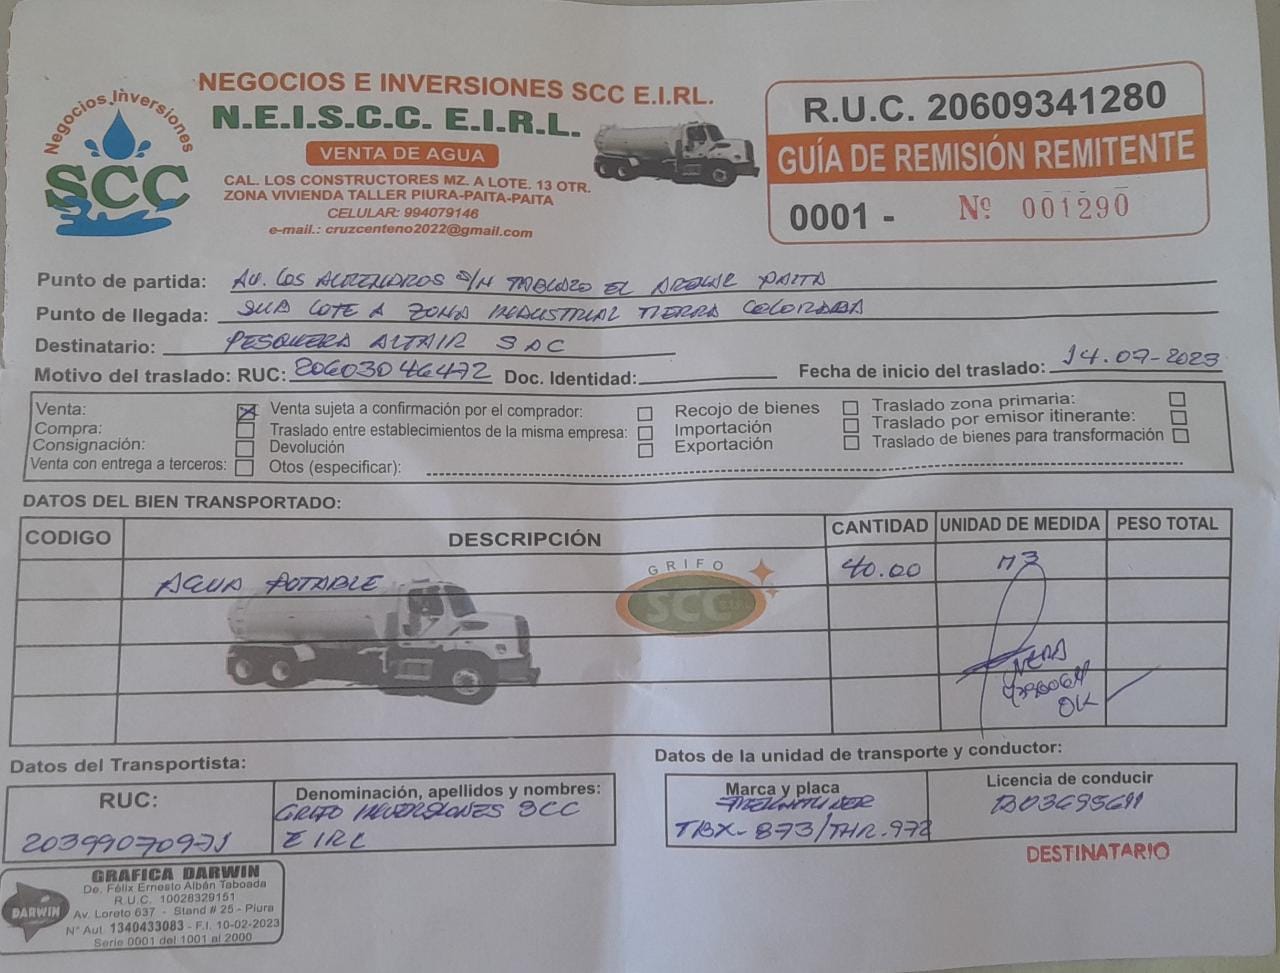 NEGOCIOS E INVERSIONES SCC E.I.RL.
Negocios Inversiones
SCC
N.E.I.S.C.C. E.I.R.L.
VENTA DE AGUA
CAL. LOS CONSTRUCTORES MZ. A LOTE. 13 OTR.
ZONA VIVIENDA TALLER PIURA-PAITA-PAITA
CELULAR: 994079146
e-mail.: cruzcenteno2022@gmail.com
R.U.C. 20609341280
GUÍA DE REMISIÓN REMITENTE
0001 - Nº 001290
Punto de partida: AV. LOS ALMENDROS S/N TABLAZO EL ARENAL PAITA
Punto de llegada: SUB LOTE A ZONA INDUSTRIAL TIERRA COLORADA
Destinatario: PESQUERA ALTAIR SAC
Motivo del traslado: RUC: 20603046472 Doc. Identidad: Fecha de inicio del traslado: 14.07-2023
Venta: X Venta sujeta a confirmación por el comprador: Recojo de bienes Traslado zona primaria:
Compra: Traslado entre establecimientos de la misma empresa: Importación Traslado por emisor itinerante:
Consignación: Devolución Exportación Traslado de bienes para transformación
Venta con entrega a terceros: Otos (especificar):
DATOS DEL BIEN TRANSPORTADO:
CODIGO DESCRIPCIÓN CANTIDAD UNIDAD DE MEDIDA PESO TOTAL
AGUA POTABLE 40.00 M3
GRIFO
SCC E.I.R.L
OK
Datos del Transportista: Datos de la unidad de transporte y conductor:
RUC: Denominación, apellidos y nombres: Marca y placa Licencia de conducir
20399070971 GRIFO INVERSIONES SCC FREIGHTLINER B03695611
E IRL TBX-873/THR-972
DESTINATARIO
DARWIN
GRAFICA DARWIN
De. Félix Ernesto Albán Taboada
R.U.C. 10028329151
Av. Loreto 637 - Stand # 25 - Piura
N° Aut. 1340433083 - F.I. 10-02-2023
Serie 0001 del 1001 al 2000